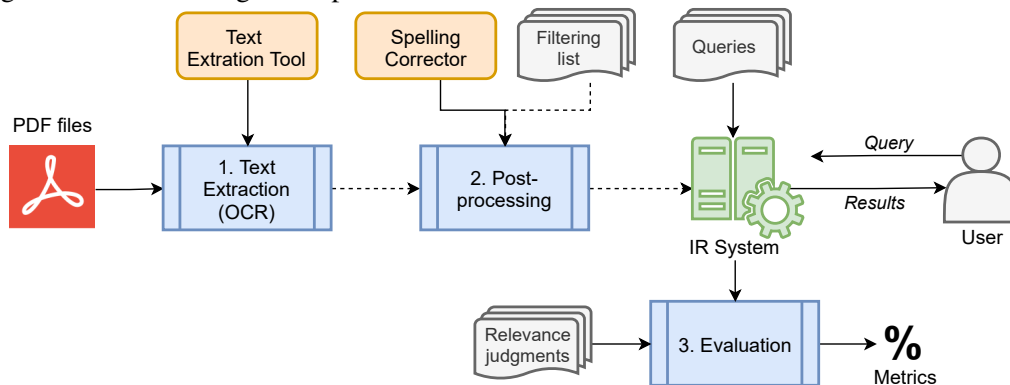 Text
Extration Tool
Spelling
Corrector
Filtering
list
Queries
PDF files
1. Text
Extraction
(OCR)
2. Post-
processing
Query
Results
IR System
User
Relevance
judgments
3. Evaluation
%
Metrics